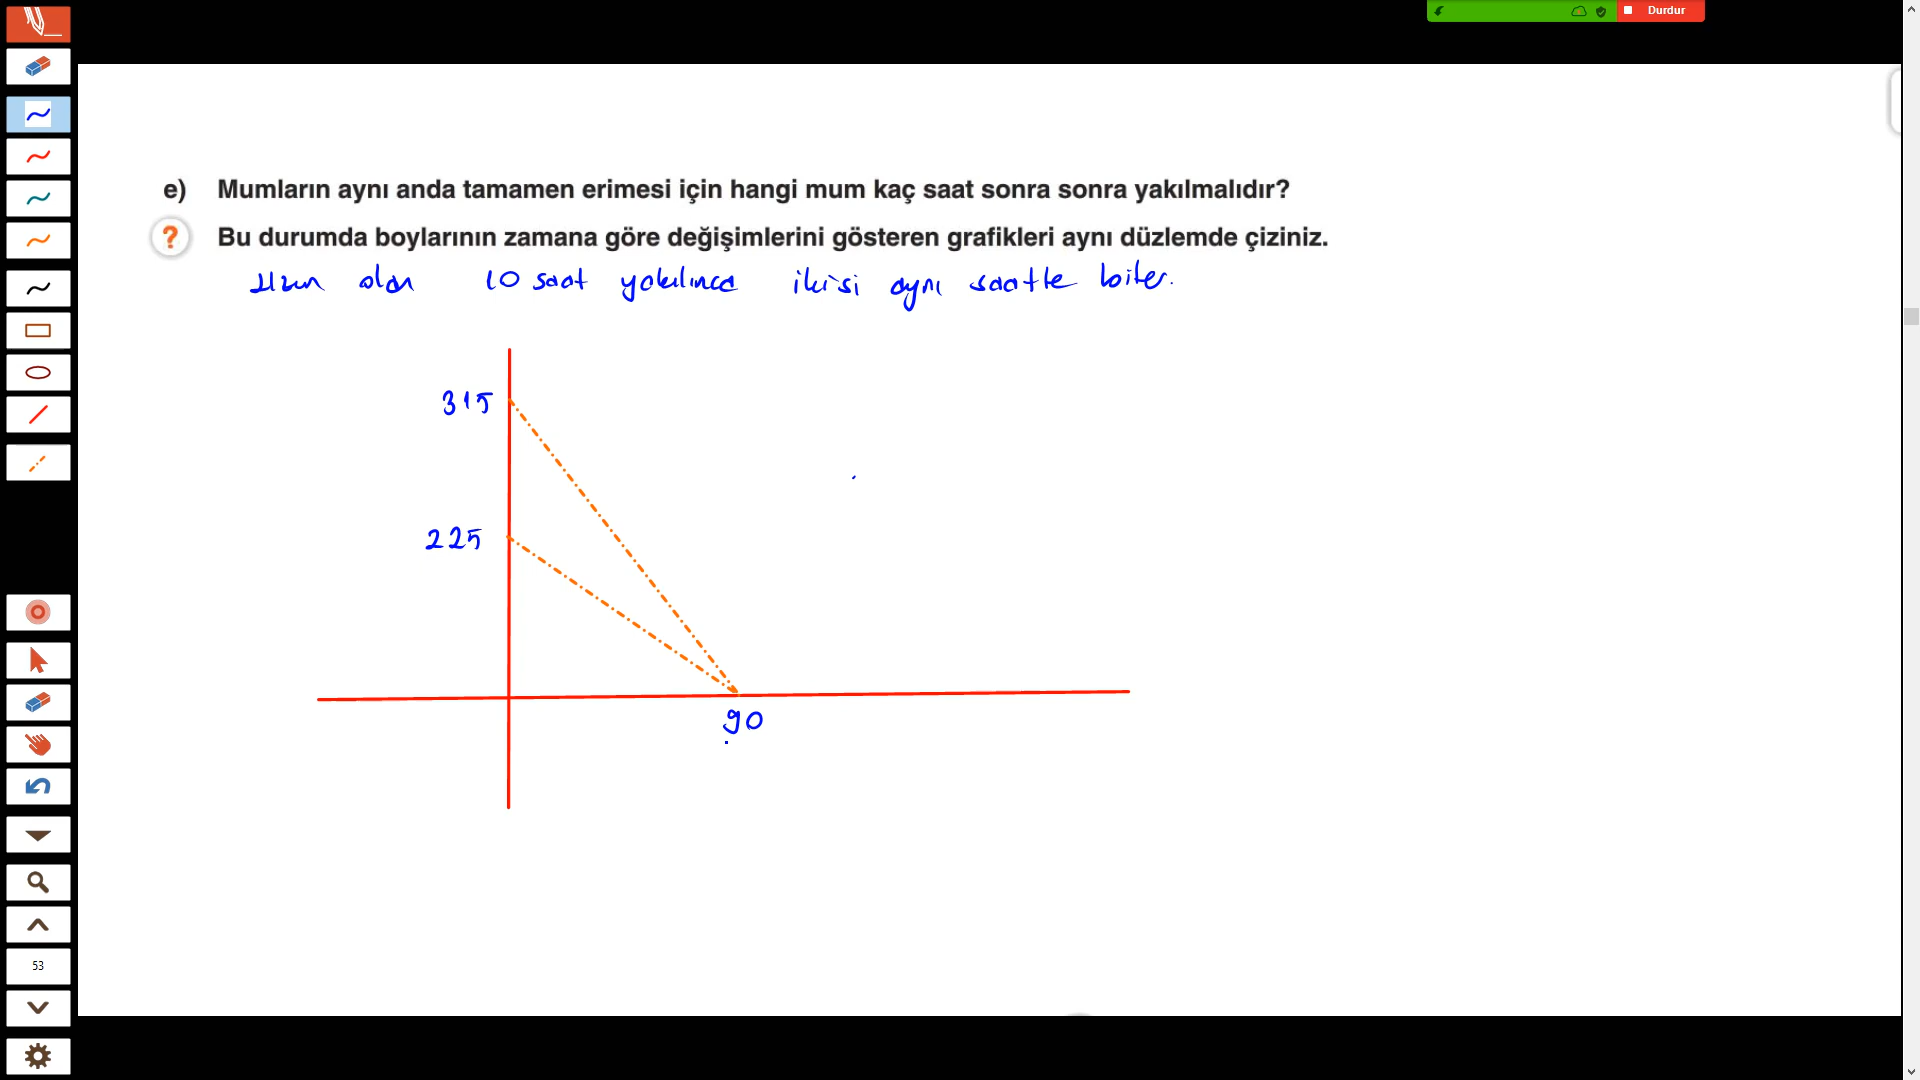 Durdur
e) Mumların aynı anda tamamen erimesi için hangi mum kaç saat sonra sonra yakılmalıdır?
? Bu durumda boylarının zamana göre değişimlerini gösteren grafikleri aynı düzlemde çiziniz.
Uzun olan 10 saat yakılınca ikisi aynı saatte biter.
315
225
90
53